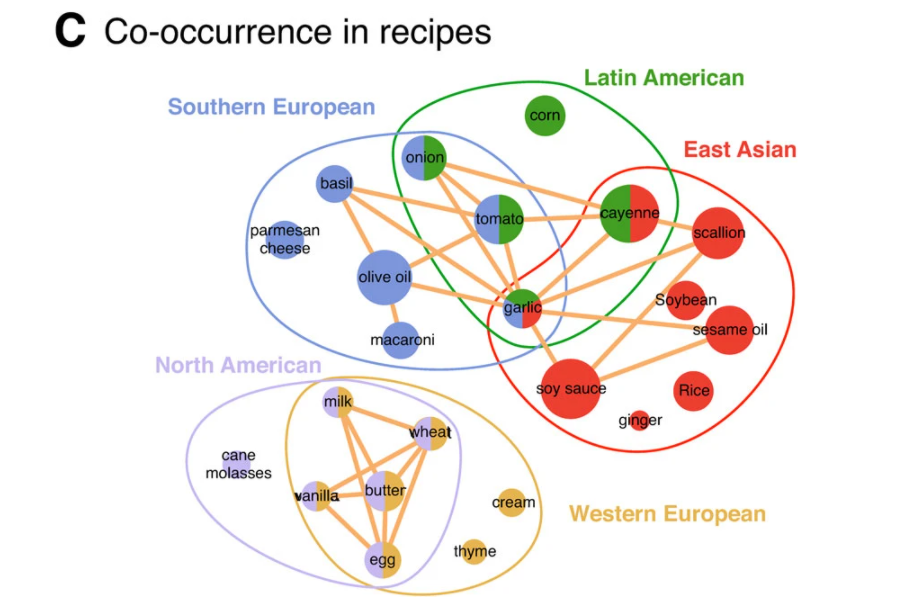 C Co-occurrence in recipes
Latin American
Southern European
corn
East Asian
onion
basil
cayenne
tomato
scallion
parmesan
cheese
olive oil
Soybean
garlic
sesame oil
macaroni
North American
soy sauce
Rice
milk
ginger
wheat
cane
molasses
butter
vanilla
cream
Western European
thyme
egg